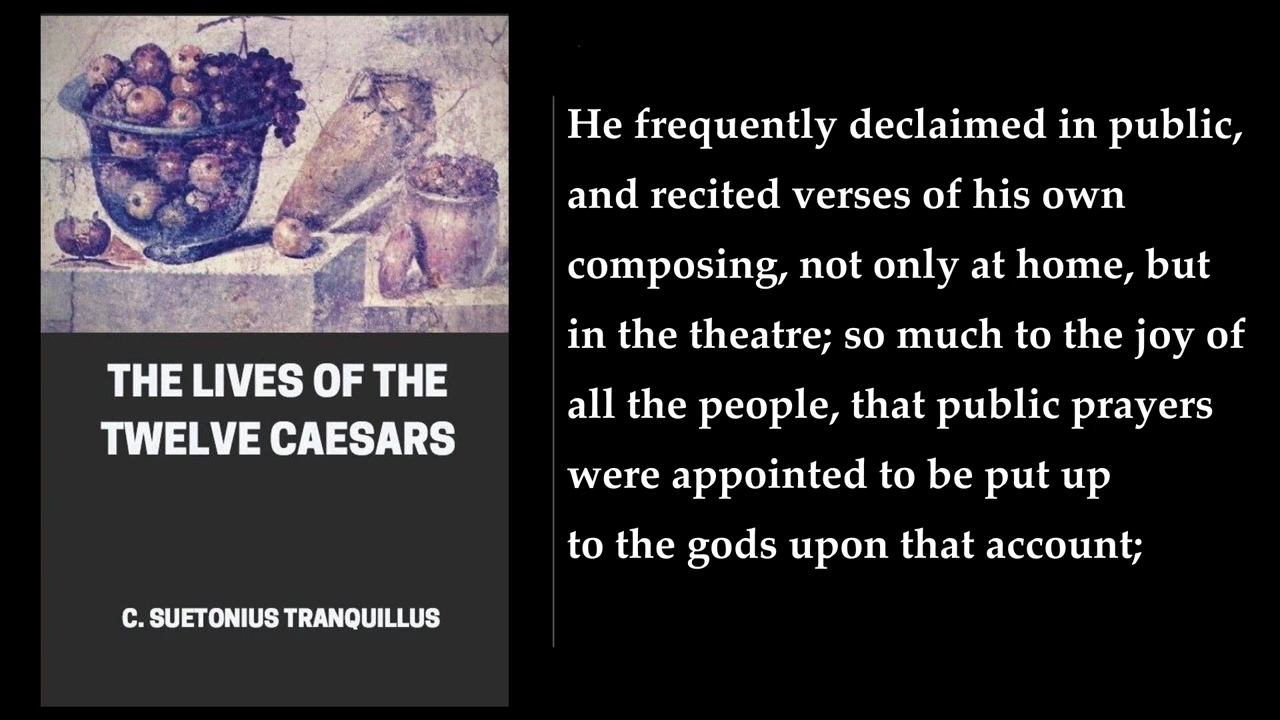 THE LIVES OF THE
TWELVE CAESARS
C. SUETONIUS TRANQUILLUS
He frequently declaimed in public,
and recited verses of his own
composing, not only at home, but
in the theatre; so much to the joy of
all the people, that public prayers
were appointed to be put up
to the gods upon that account;